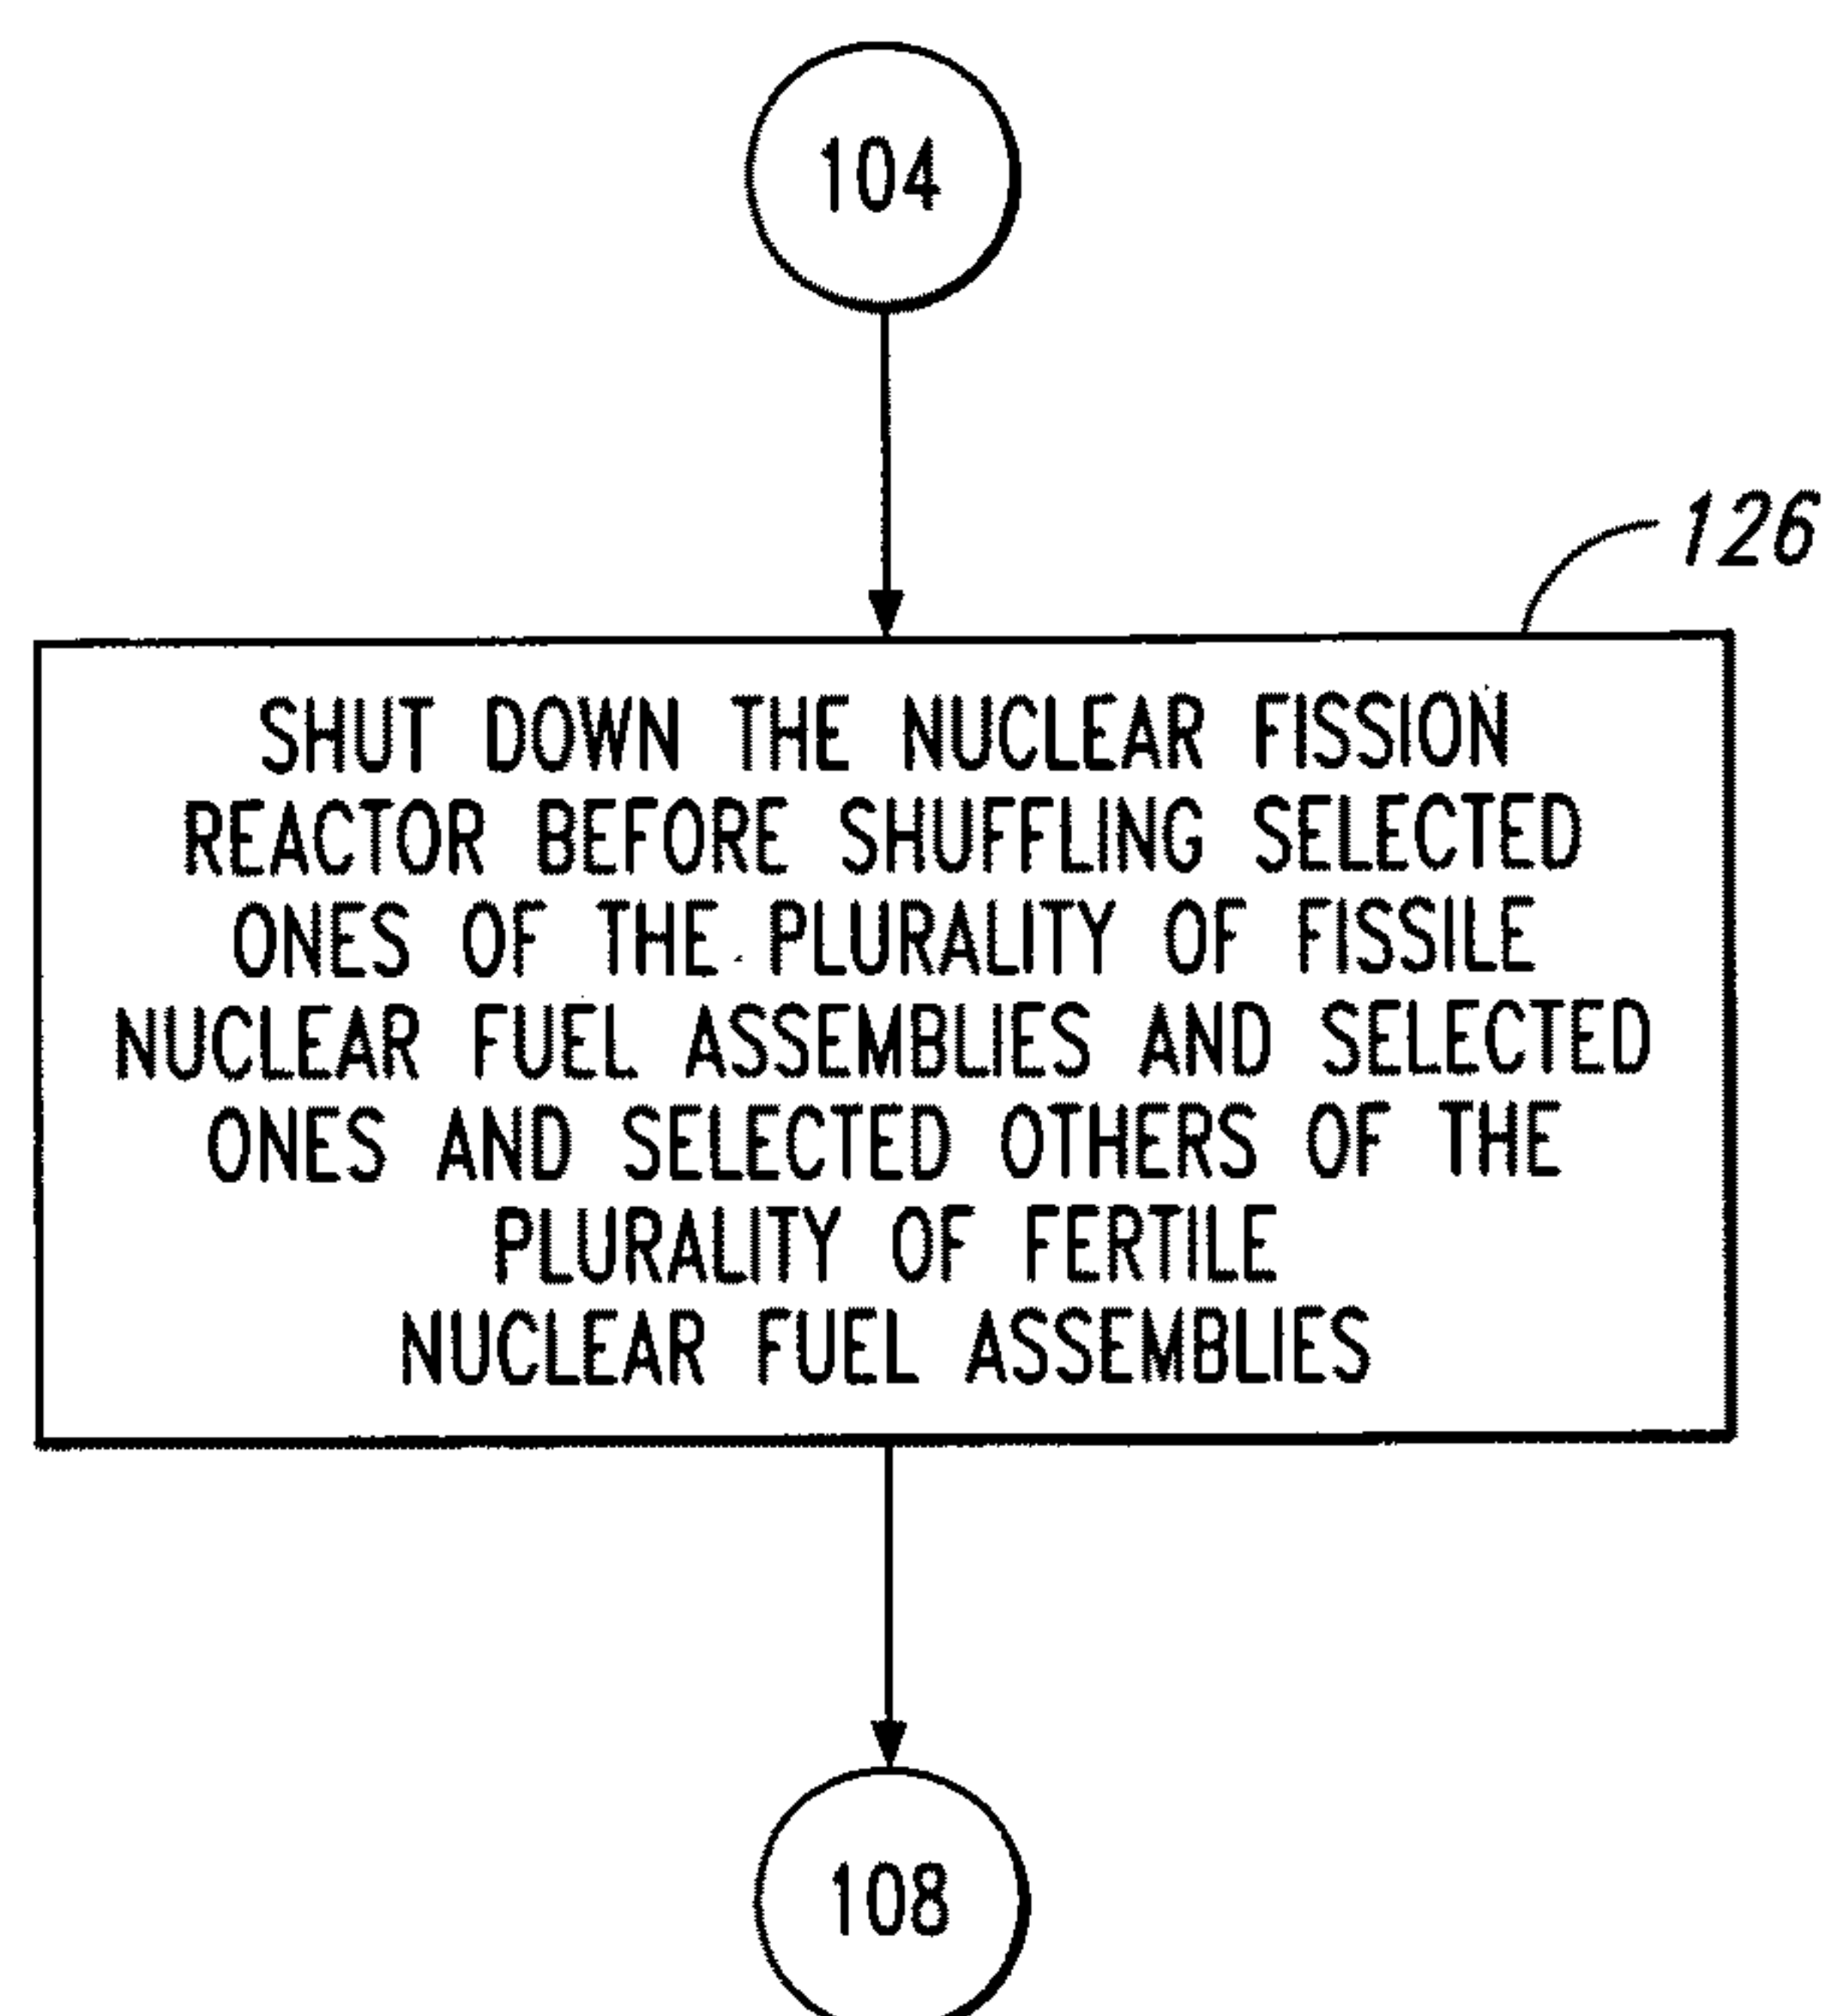 104
126
SHUT DOWN THE NUCLEAR FISSION
REACTOR BEFORE SHUFFLING SELECTED
ONES OF THE PLURALITY OF FISSILE
NUCLEAR FUEL ASSEMBLIES AND SELECTED
ONES AND SELECTED OTHERS OF THE
PLURALITY OF FERTILE
NUCLEAR FUEL ASSEMBLIES
108